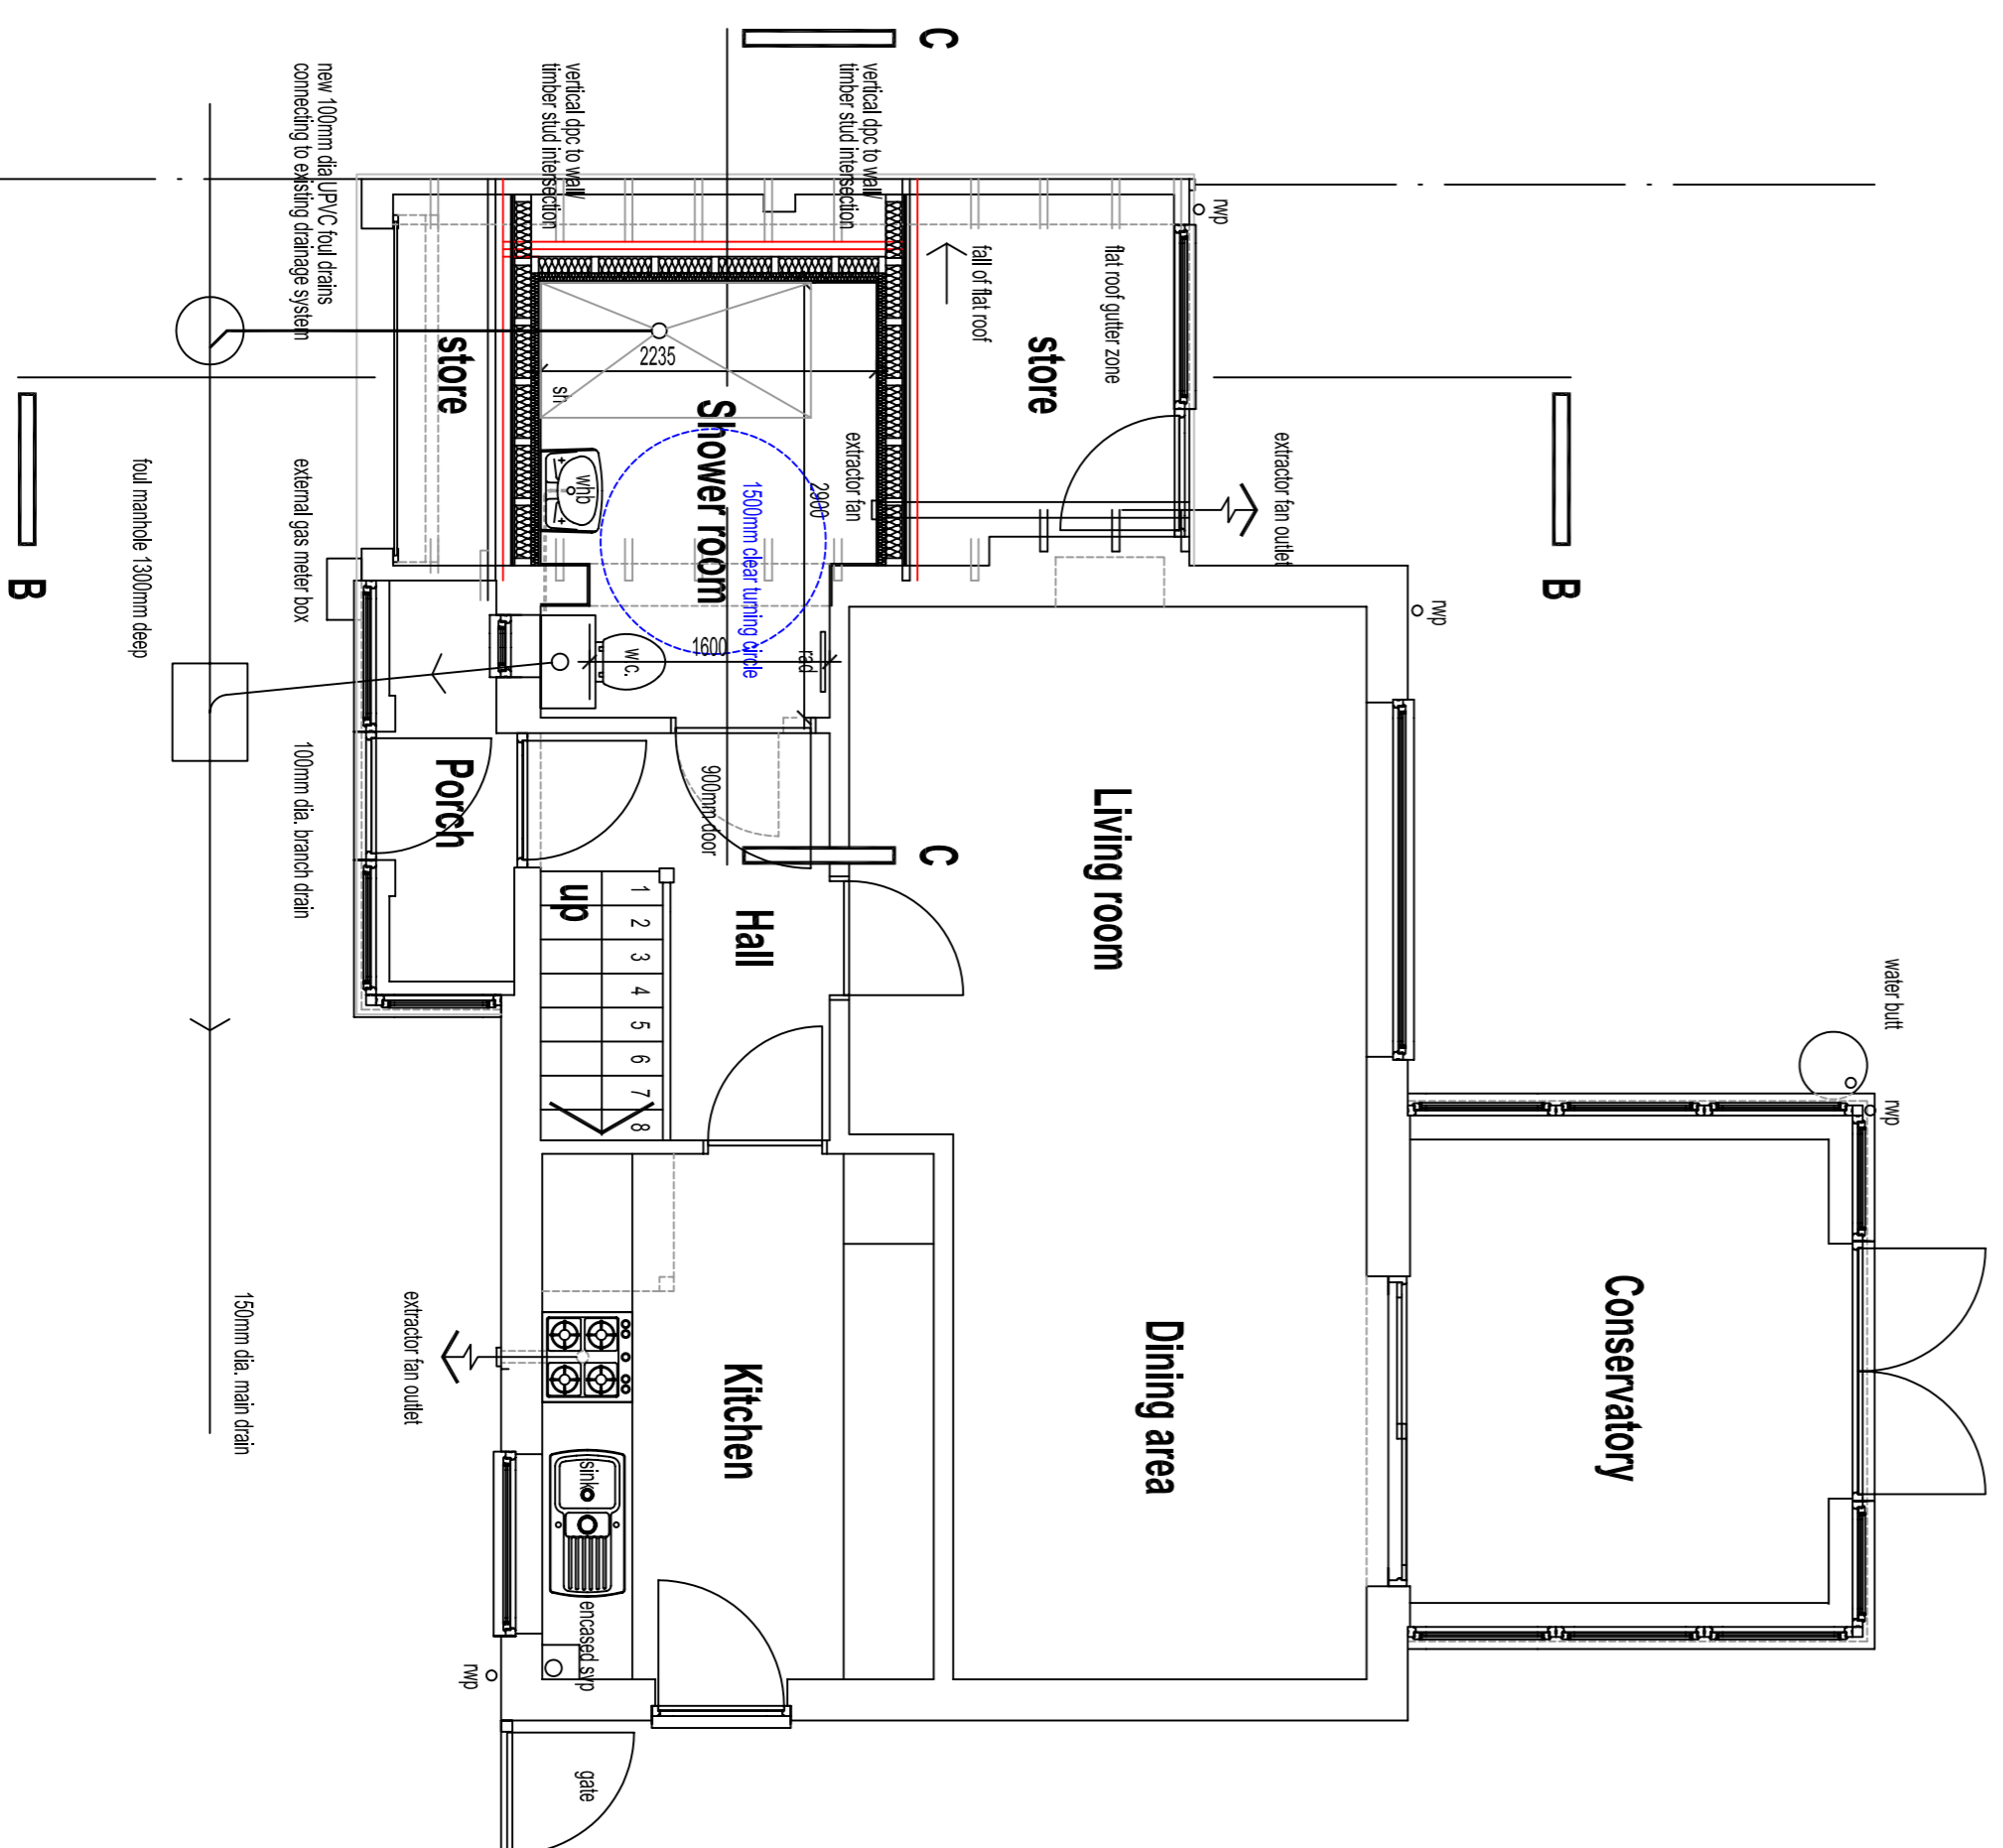 C
C
B
B
rwp
rwp
rwp
rwp
water butt
extractor fan outlet
flat roof gutter zone
fall of flat roof
store
vertical dpc to wall/
timber stud intersection
vertical dpc to wall/
timber stud intersection
extractor fan
2900
2235
1600
1500mm clear turning circle
Shower room
sh
whb
w.c.
rad
store
new 100mm dia UPVC foul drains
connecting to existing drainage system
external gas meter box
foul manhole 1300mm deep
100mm dia. branch drain
150mm dia. main drain
Porch
900mm door
Hall
up
1
2
3
4
5
6
7
8
Living room
Dining area
Conservatory
Kitchen
extractor fan outlet
sink
encased svp
gate